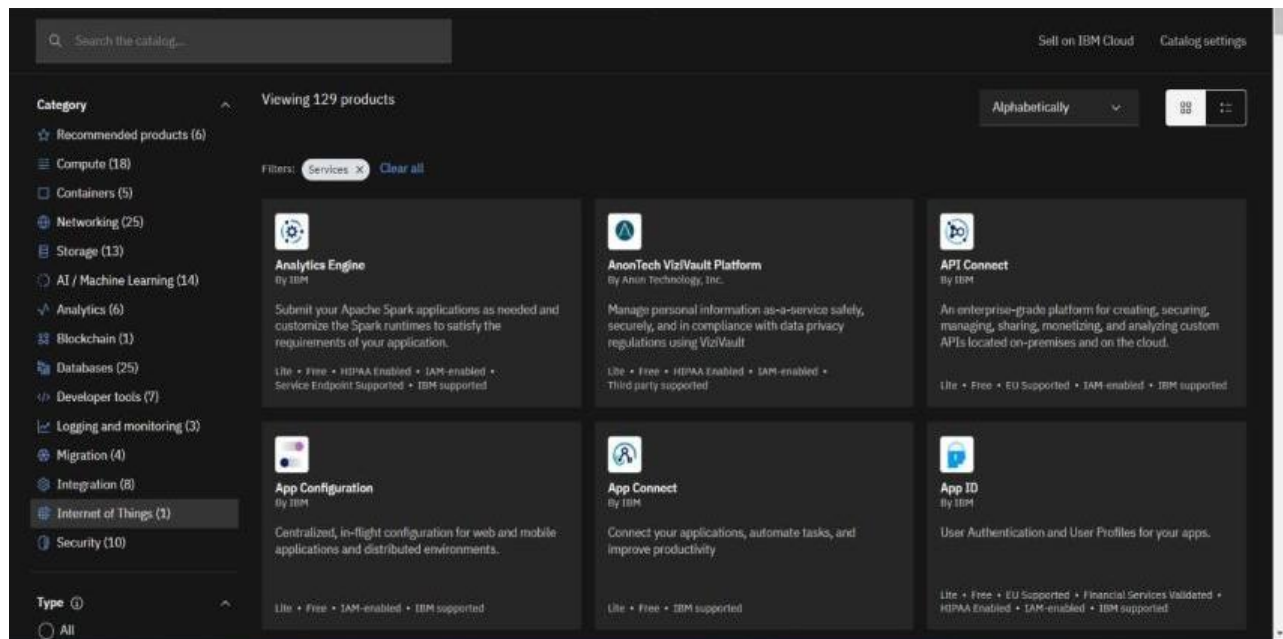 Search the catalog...
Sell on IBM Cloud
Catalog settings
Category
Recommended products (6)
Compute (18)
Containers (5)
Networking (25)
Storage (13)
AI / Machine Learning (14)
Analytics (6)
Blockchain (1)
Databases (25)
Developer tools (7)
Logging and monitoring (3)
Migration (4)
Integration (8)
Internet of Things (1)
Security (10)
Type
All
Viewing 129 products
Alphabetically
Filters: Services × Clear all
Analytics Engine
By IBM
Submit your Apache Spark applications as needed and
customize the Spark runtimes to satisfy the
requirements of your application.
Lite • Free • HIPAA Enabled • IAM-enabled •
Service Endpoint Supported • IBM supported
AnonTech ViziVault Platform
By Anon Technology, Inc.
Manage personal information as-a-service safely,
securely, and in compliance with data privacy
regulations using ViziVault
Lite • Free • HIPAA Enabled • IAM-enabled •
Third party supported
API Connect
By IBM
An enterprise-grade platform for creating, securing,
managing, sharing, monetizing, and analyzing custom
APIs located on-premises and on the cloud.
Lite • Free • EU Supported • IAM-enabled • IBM supported
App Configuration
By IBM
Centralized, in-flight configuration for web and mobile
applications and distributed environments.
Lite • Free • IAM-enabled • IBM supported
App Connect
By IBM
Connect your applications, automate tasks, and
improve productivity
Lite • Free • IBM supported
App ID
By IBM
User Authentication and User Profiles for your apps.
Lite • Free • EU Supported • Financial Services Validated •
HIPAA Enabled • IAM-enabled • IBM supported